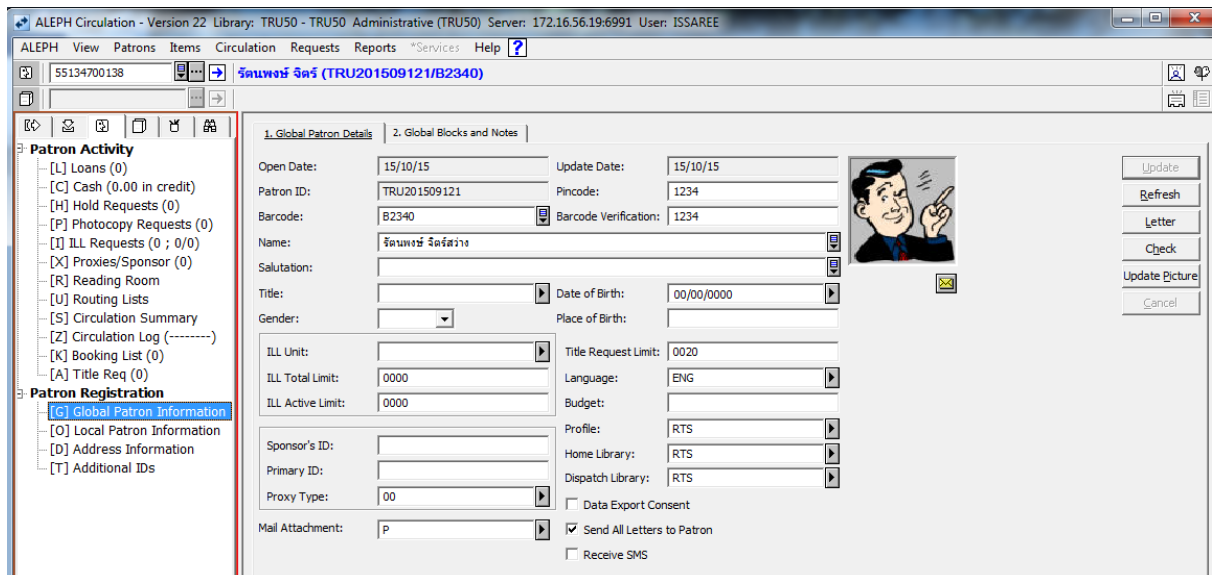 ALEPH Circulation - Version 22 Library: TRU50 - TRU50 Administrative (TRU50) Server: 172.16.56.19:6991 User: ISSAREE
ALEPH View Patrons Items Circulation Requests Reports *Services Help ?
55134700138 รัตนพงษ์ จิตร์ (TRU201509121/B2340)
Patron Activity
[L] Loans (0)
[C] Cash (0.00 in credit)
[H] Hold Requests (0)
[P] Photocopy Requests (0)
[I] ILL Requests (0 ; 0/0)
[X] Proxies/Sponsor (0)
[R] Reading Room
[U] Routing Lists
[S] Circulation Summary
[Z] Circulation Log (--------)
[K] Booking List (0)
[A] Title Req (0)
Patron Registration
[G] Global Patron Information
[O] Local Patron Information
[D] Address Information
[T] Additional IDs
1. Global Patron Details 2. Global Blocks and Notes
Open Date: 15/10/15 Update Date: 15/10/15
Patron ID: TRU201509121 Pincode: 1234
Barcode: B2340 Barcode Verification: 1234
Name: รัตนพงษ์ จิตร์สว่าง
Salutation:
Title: Date of Birth: 00/00/0000
Gender: Place of Birth:
ILL Unit: Title Request Limit: 0020
ILL Total Limit: 0000 Language: ENG
ILL Active Limit: 0000 Budget:
Profile: RTS
Sponsor's ID: Home Library: RTS
Primary ID: Dispatch Library: RTS
Proxy Type: 00 Data Export Consent
Mail Attachment: P Send All Letters to Patron
Receive SMS
Update
Refresh
Letter
Check
Update Picture
Cancel